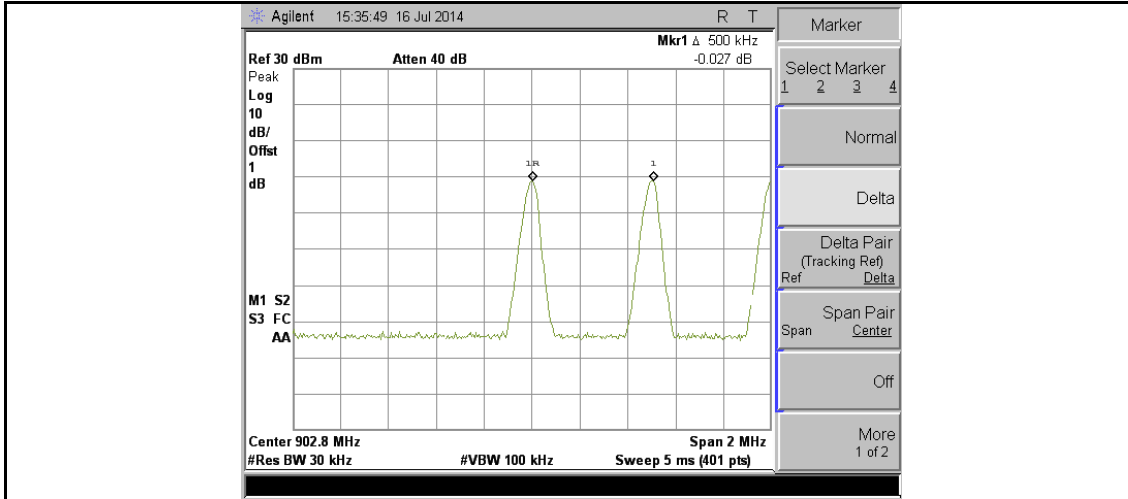 Agilent 15:35:49 16 Jul 2014 R T
Mkr1 Δ 500 kHz
Ref 30 dBm Atten 40 dB -0.027 dB
Peak
Log
10
dB/
Offst
1
dB
1R 1
M1 S2
S3 FC
AA
Center 902.8 MHz Span 2 MHz
#Res BW 30 kHz #VBW 100 kHz Sweep 5 ms (401 pts)
Marker
Select Marker
1 2 3 4
Normal
Delta
Delta Pair
(Tracking Ref)
Ref Delta
Span Pair
Span Center
Off
More
1 of 2